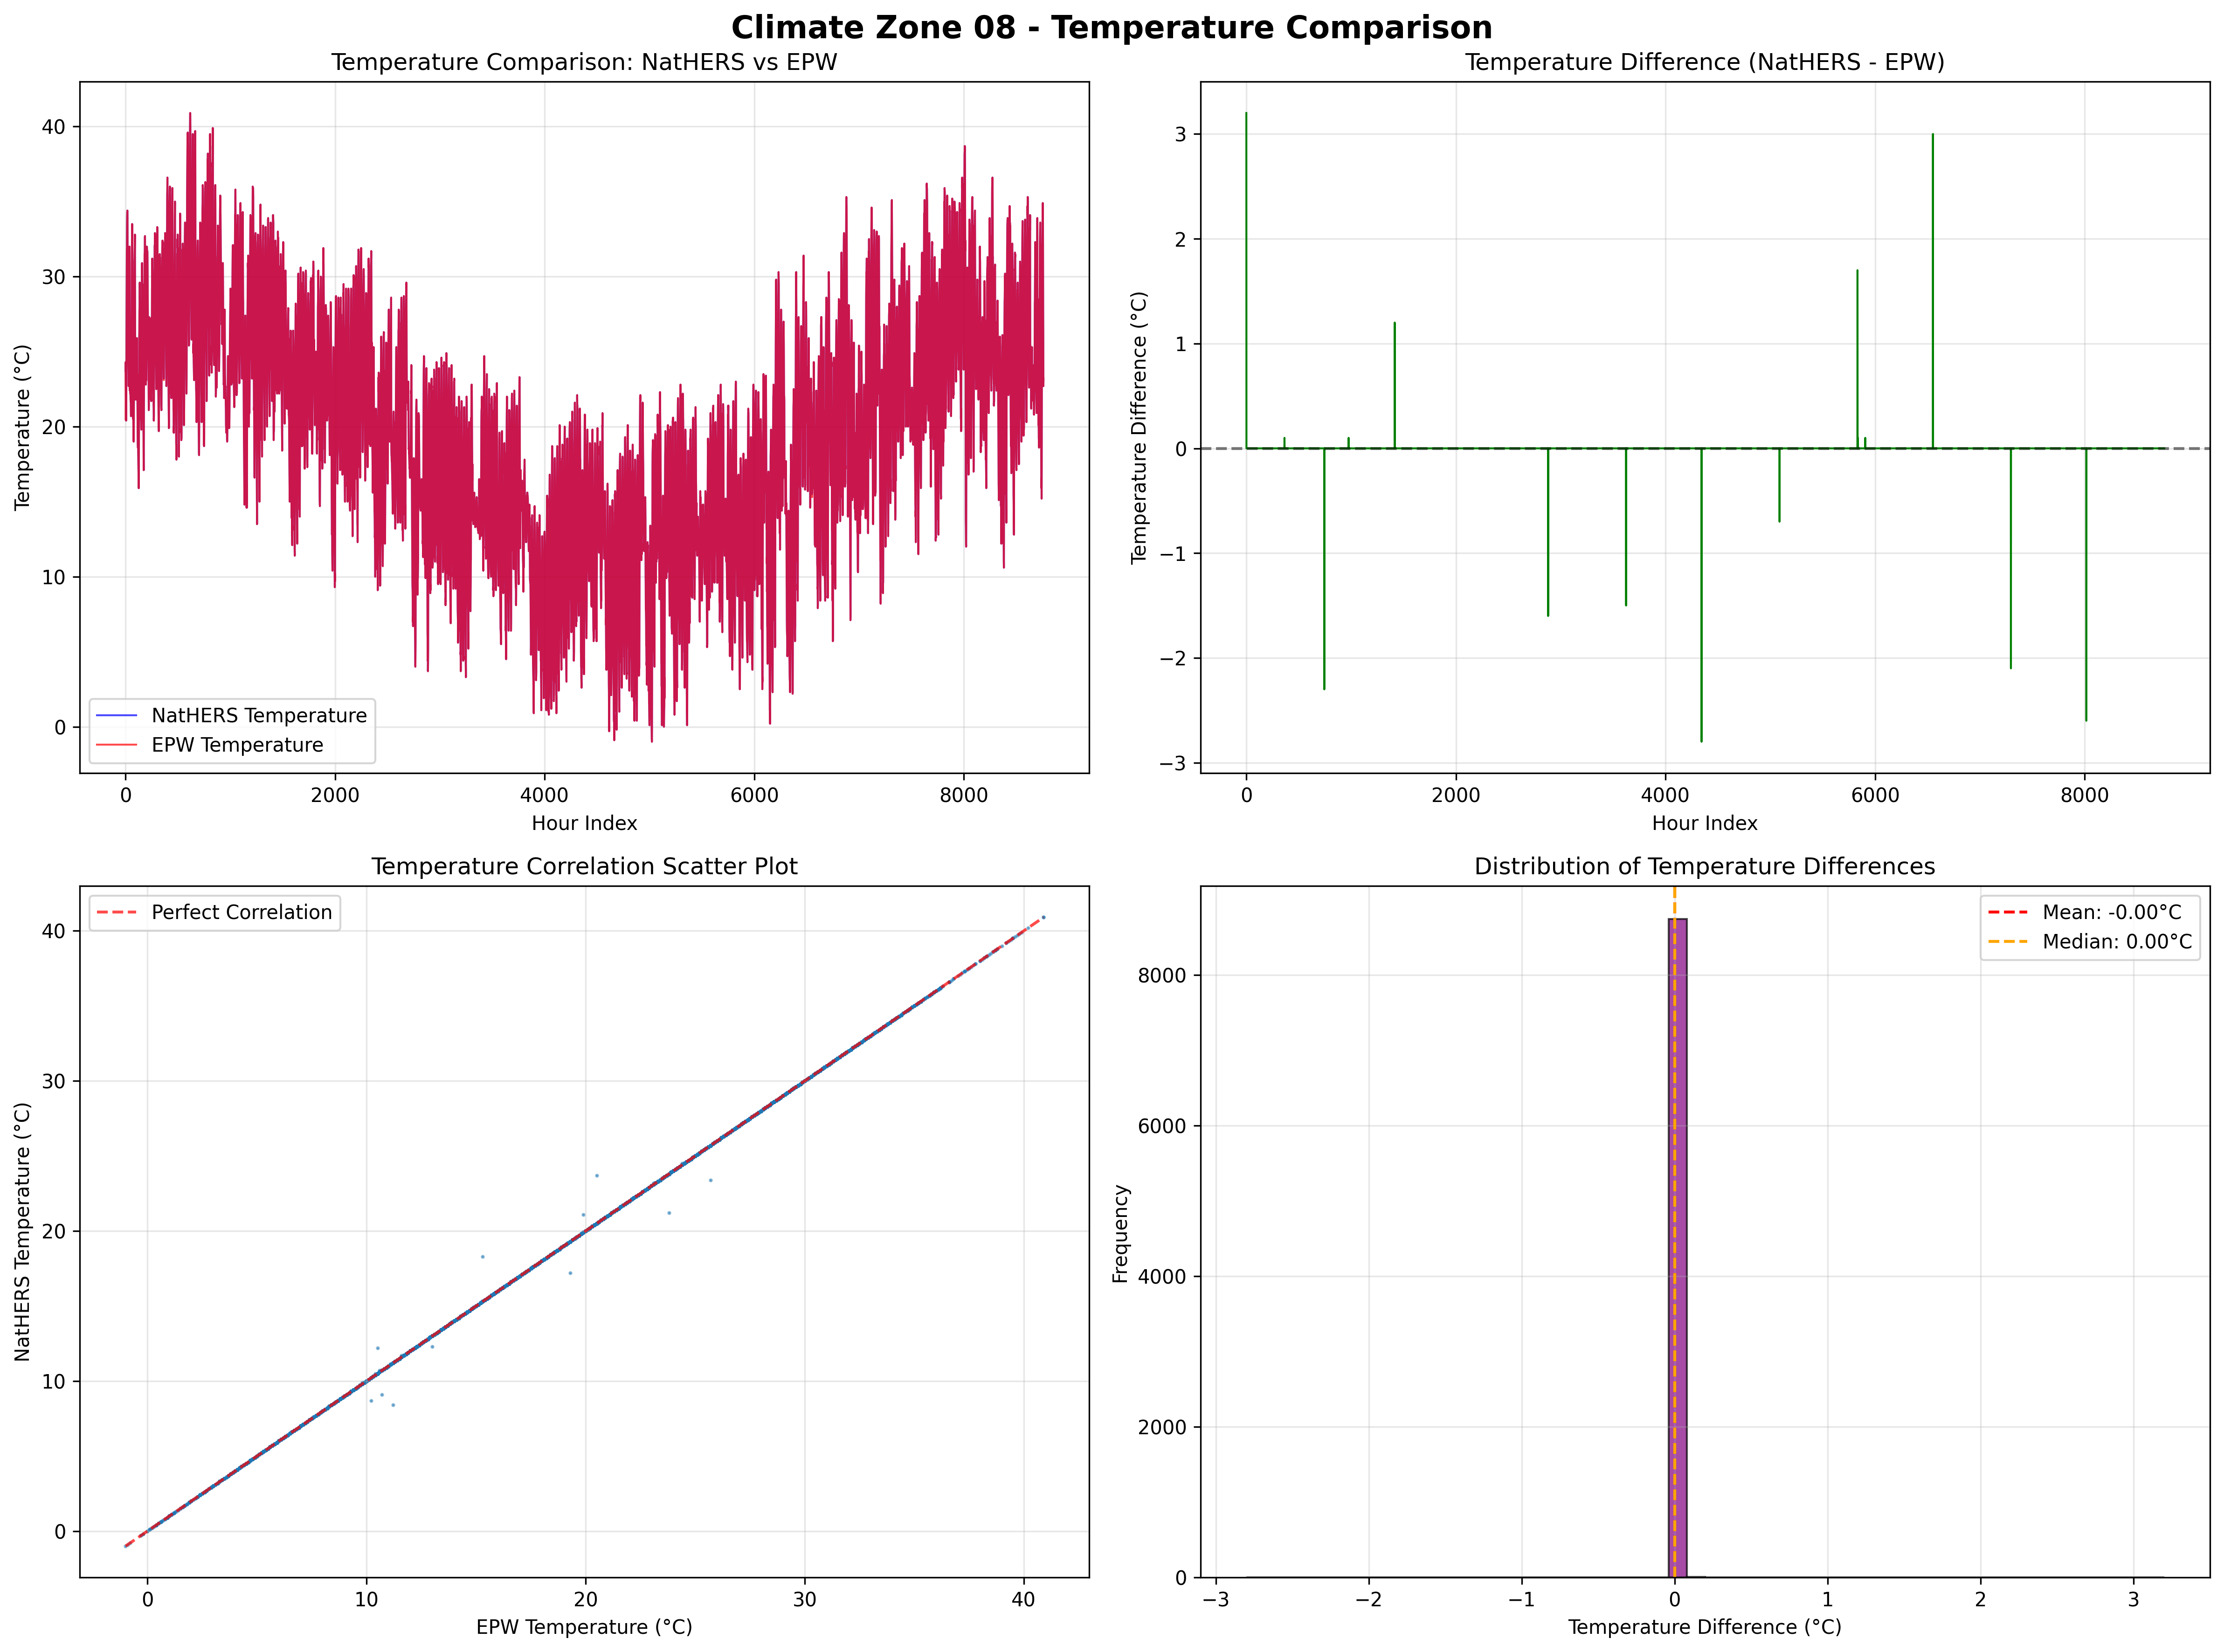 Climate Zone 08 - Temperature Comparison
Temperature Comparison: NatHERS vs EPW
Temperature (°C)
40
30
20
10
0
NatHERS Temperature
EPW Temperature
0 2000 4000 6000 8000
Hour Index
Temperature Difference (NatHERS - EPW)
Temperature Difference (°C)
3
2
1
0
−1
−2
−3
0 2000 4000 6000 8000
Hour Index
Temperature Correlation Scatter Plot
NatHERS Temperature (°C)
Perfect Correlation
40
30
20
10
0
0 10 20 30 40
EPW Temperature (°C)
Distribution of Temperature Differences
Frequency
Mean: -0.00°C
Median: 0.00°C
8000
6000
4000
2000
0
−3 −2 −1 0 1 2 3
Temperature Difference (°C)